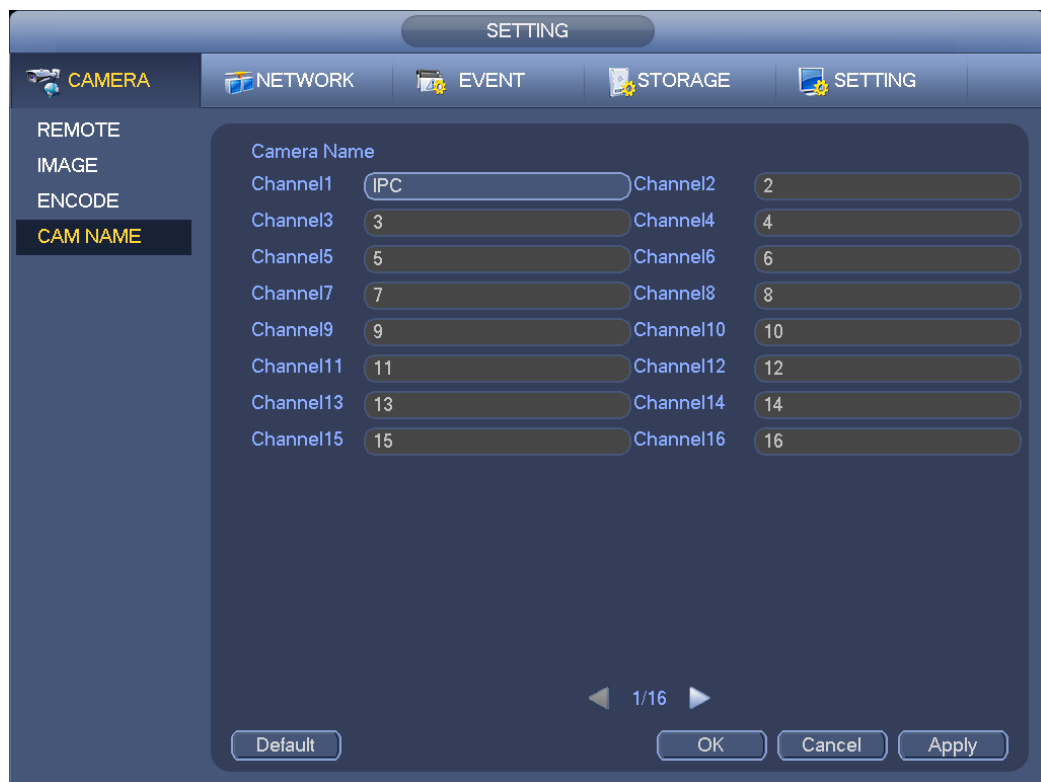 SETTING
CAMERA NETWORK EVENT STORAGE SETTING
REMOTE
IMAGE
ENCODE
CAM NAME
Camera Name
Channel1 IPC Channel2 2
Channel3 3 Channel4 4
Channel5 5 Channel6 6
Channel7 7 Channel8 8
Channel9 9 Channel10 10
Channel11 11 Channel12 12
Channel13 13 Channel14 14
Channel15 15 Channel16 16
1/16
Default OK Cancel Apply